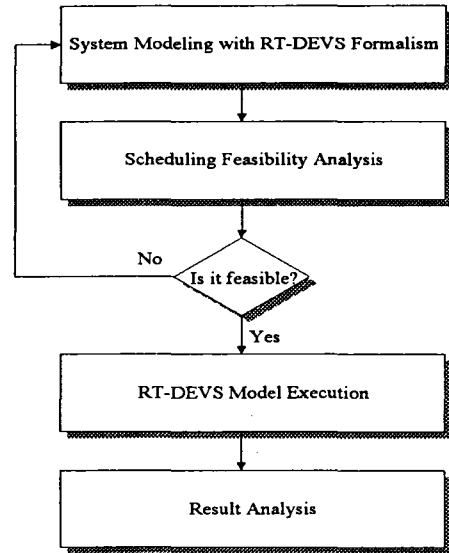 System Modeling with RT-DEVS Formalism
Scheduling Feasibility Analysis
No
Is it feasible?
Yes
RT-DEVS Model Execution
Result Analysis